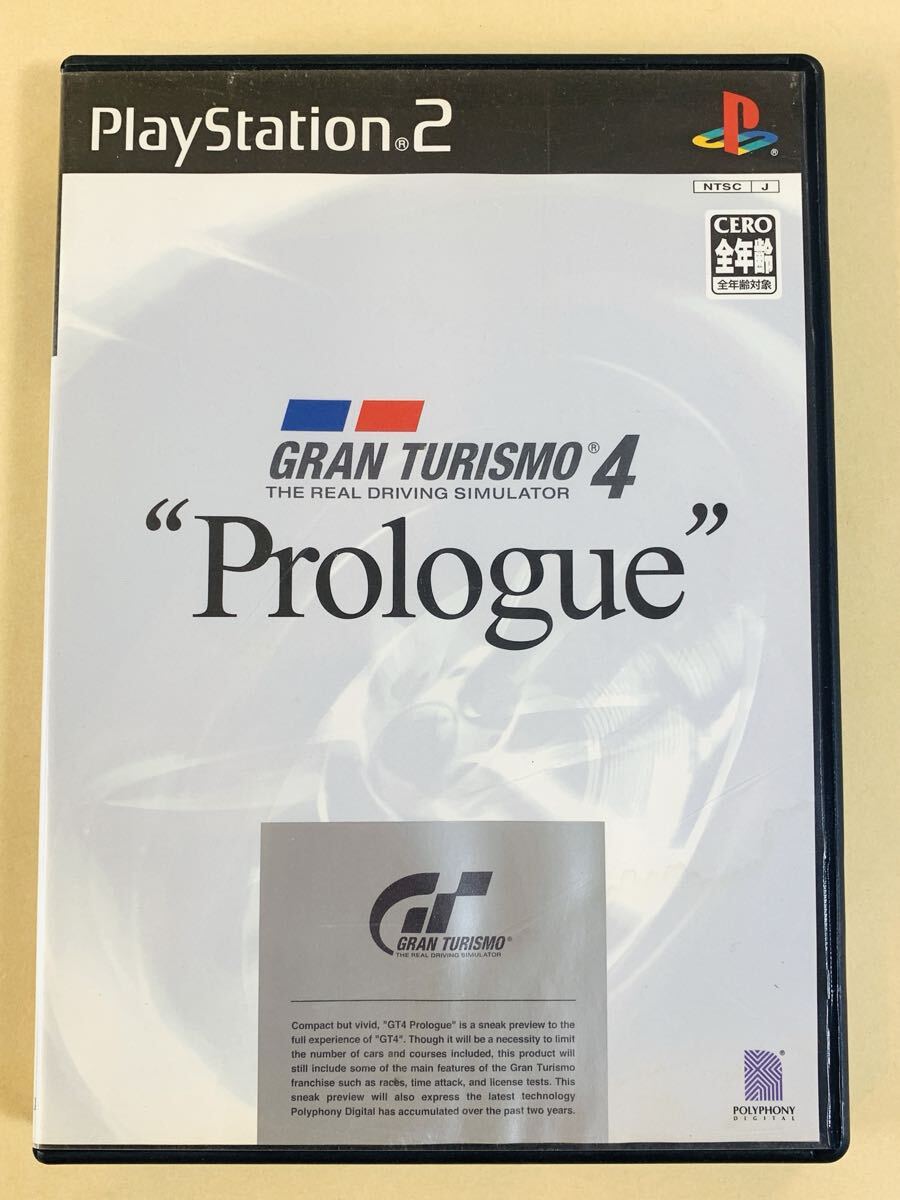 PlayStation®2
®
NTSC J
CERO
全年齢
全年齢対象
GRAN TURISMO®4
THE REAL DRIVING SIMULATOR
“Prologue”
GT
GRAN TURISMO®
THE REAL DRIVING SIMULATOR
Compact but vivid, "GT4 Prologue" is a sneak preview to the
full experience of "GT4". Though it will be a necessity to limit
the number of cars and courses included, this product will
still include some of the main features of the Gran Turismo
franchise such as races, time attack, and license tests. This
sneak preview will also express the latest technology
Polyphony Digital has accumulated over the past two years.
®
POLYPHONY
DIGITAL